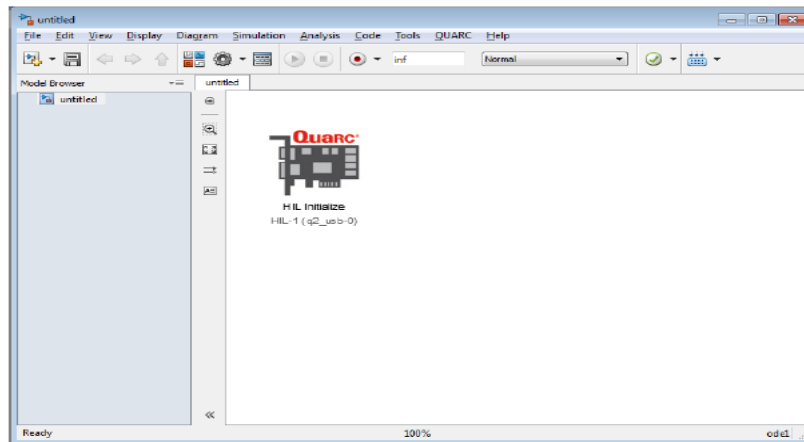 untitled
File Edit View Display Diagram Simulation Analysis Code Tools QUARC Help
inf Normal
Model Browser untitled
untitled
QUARC
HIL Initialize
HIL-1 (q2_usb-0)
Ready 100% ode1